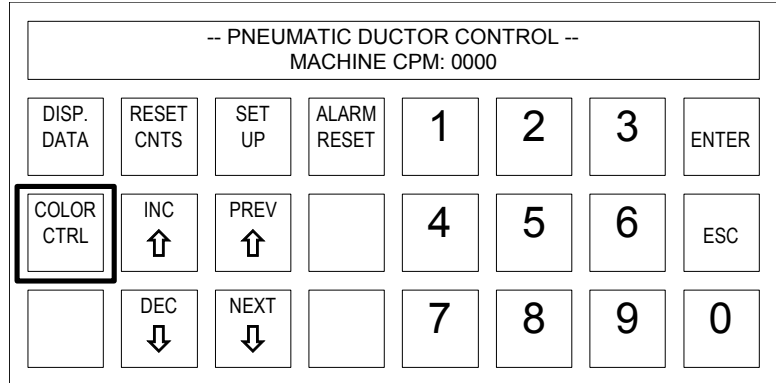 -- PNEUMATIC DUCTOR CONTROL --
MACHINE CPM: 0000
DISP. DATA
RESET CNTS
SET UP
ALARM RESET
1
2
3
ENTER
COLOR CTRL
INC
PREV
4
5
6
ESC
DEC
NEXT
7
8
9
0